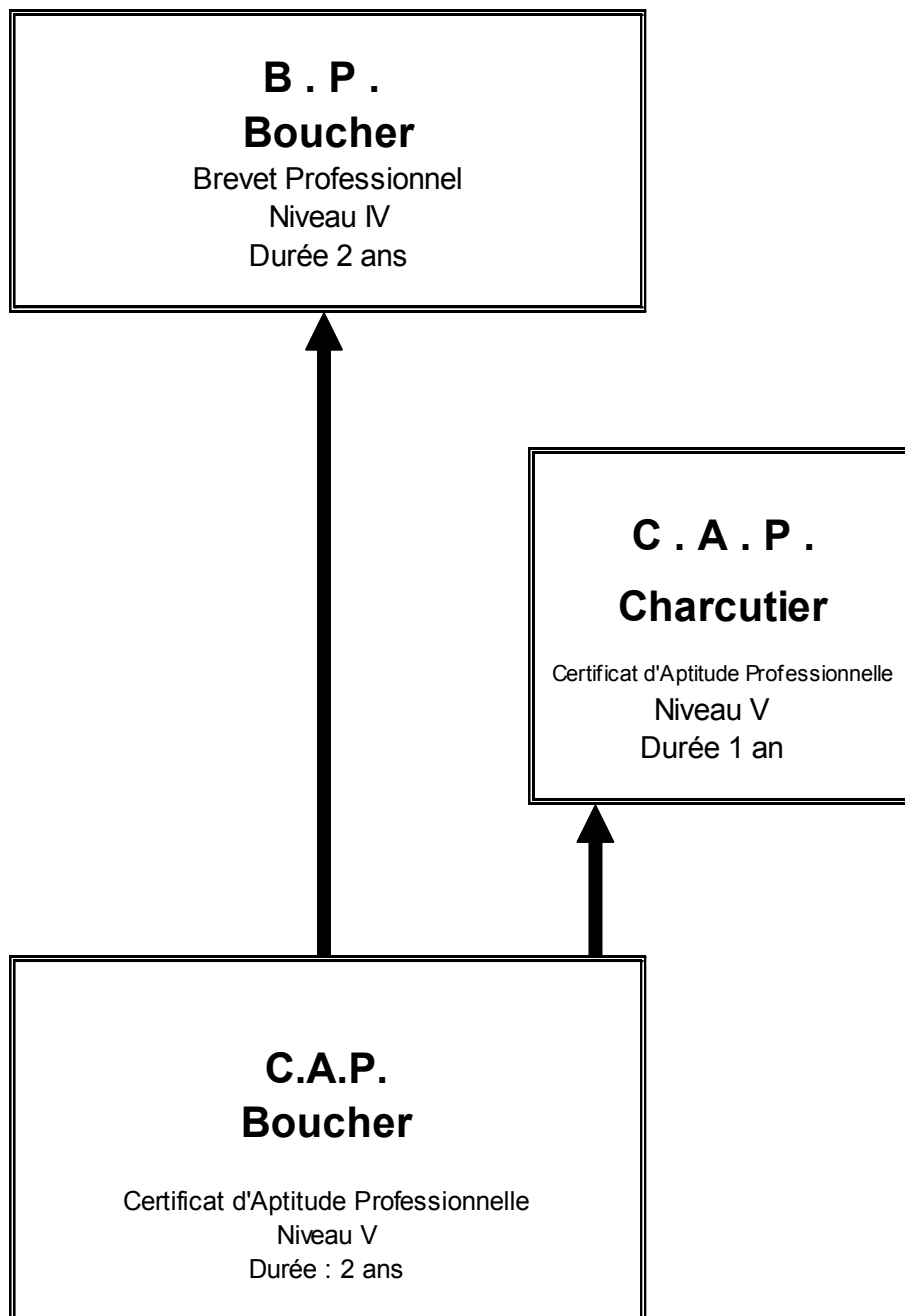 B . P .
Boucher
Brevet Professionnel
Niveau IV
Durée 2 ans
C . A . P .
Charcutier
Certificat d'Aptitude Professionnelle
Niveau V
Durée 1 an
C.A.P.
Boucher
Certificat d'Aptitude Professionnelle
Niveau V
Durée : 2 ans